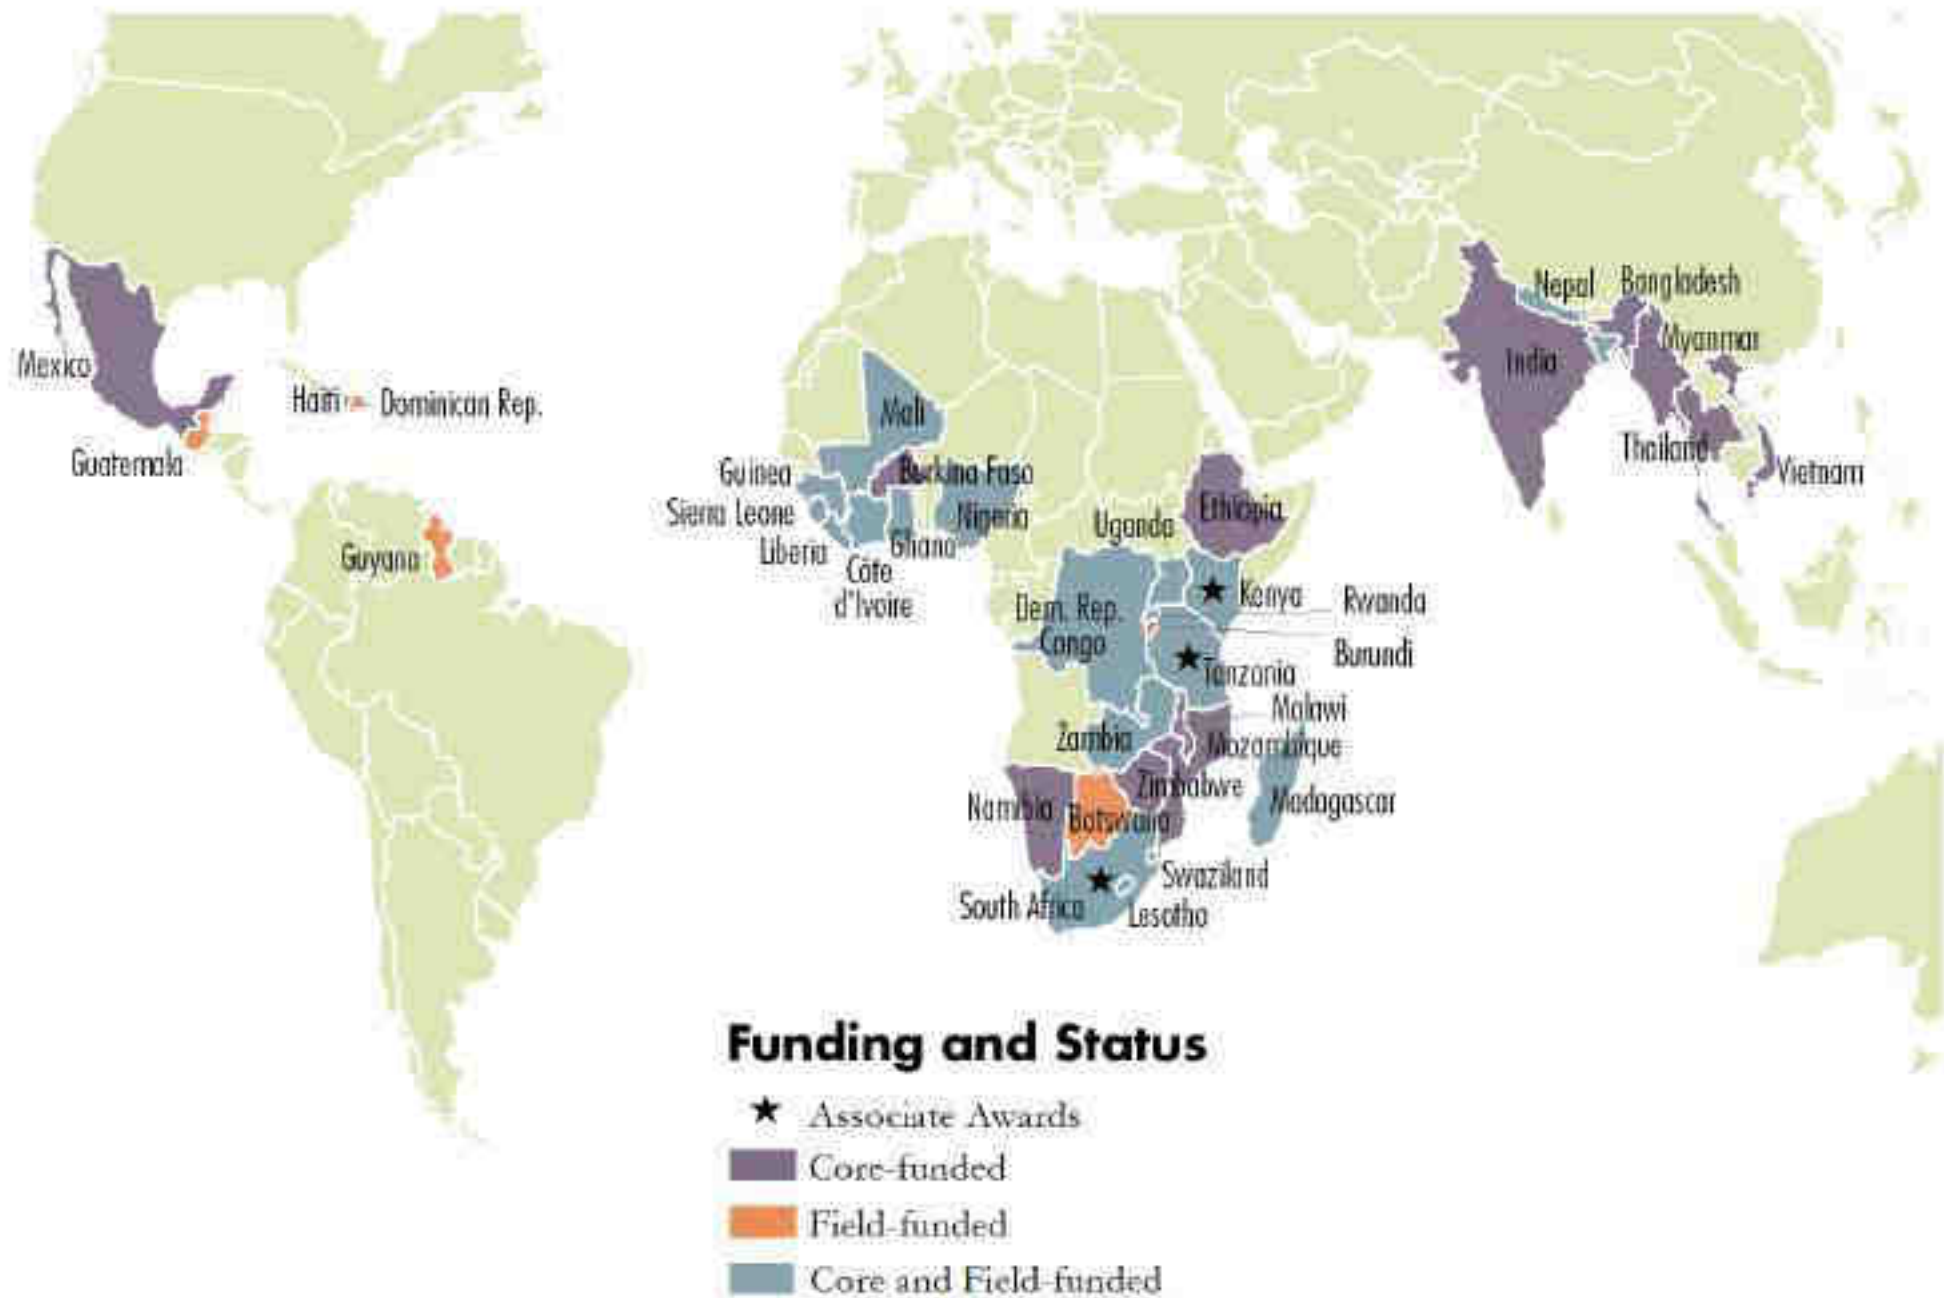 Nepal
Bangladesh
Myanmar
India
Mexico
Haiti
Dominican Rep.
Mali
Guatemala
Thailand
Vietnam
Guinea
Burkina Faso
Sierra Leone
Nigeria
Ethiopia
Uganda
Liberia
Ghana
Guyana
Côte
d'Ivoire
Kenya
Rwanda
Dem. Rep.
Congo
Burundi
Tanzania
Malawi
Zambia
Mozambique
Zimbabwe
Namibia
Botswana
Madagascar
Swaziland
South Africa
Lesotho
Funding and Status
Associate Awards
Core-funded
Field-funded
Core and Field-funded